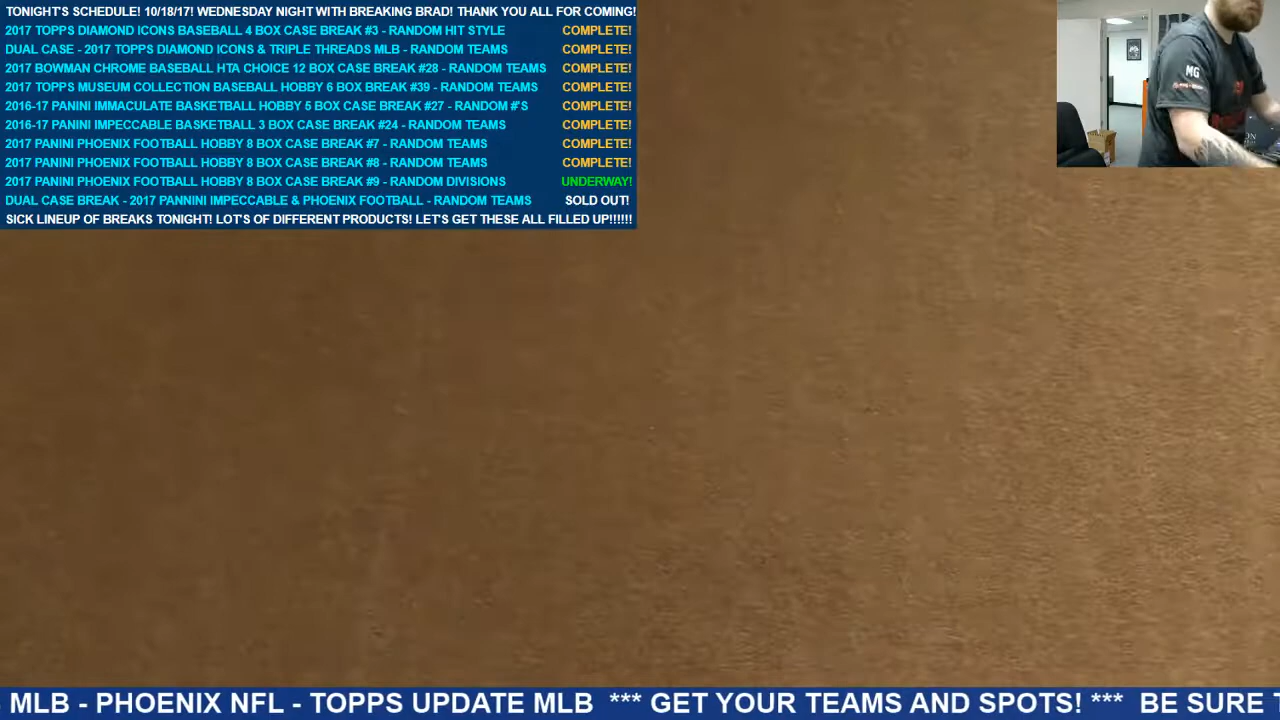 TONIGHT'S SCHEDULE! 10/18/17! WEDNESDAY NIGHT WITH BREAKING BRAD! THANK YOU ALL FOR COMING!
2017 TOPPS DIAMOND ICONS BASEBALL 4 BOX CASE BREAK #3 - RANDOM HIT STYLE COMPLETE!
DUAL CASE - 2017 TOPPS DIAMOND ICONS & TRIPLE THREADS MLB - RANDOM TEAMS COMPLETE!
2017 BOWMAN CHROME BASEBALL HTA CHOICE 12 BOX CASE BREAK #28 - RANDOM TEAMS COMPLETE!
2017 TOPPS MUSEUM COLLECTION BASEBALL HOBBY 6 BOX BREAK #39 - RANDOM TEAMS COMPLETE!
2016-17 PANINI IMMACULATE BASKETBALL HOBBY 5 BOX CASE BREAK #27 - RANDOM #'S COMPLETE!
2016-17 PANINI IMPECCABLE BASKETBALL 3 BOX CASE BREAK #24 - RANDOM TEAMS COMPLETE!
2017 PANINI PHOENIX FOOTBALL HOBBY 8 BOX CASE BREAK #7 - RANDOM TEAMS COMPLETE!
2017 PANINI PHOENIX FOOTBALL HOBBY 8 BOX CASE BREAK #8 - RANDOM TEAMS COMPLETE!
2017 PANINI PHOENIX FOOTBALL HOBBY 8 BOX CASE BREAK #9 - RANDOM DIVISIONS UNDERWAY!
DUAL CASE BREAK - 2017 PANNINI IMPECCABLE & PHOENIX FOOTBALL - RANDOM TEAMS SOLD OUT!
SICK LINEUP OF BREAKS TONIGHT! LOT'S OF DIFFERENT PRODUCTS! LET'S GET THESE ALL FILLED UP!!!!!!
MG
MLB - PHOENIX NFL - TOPPS UPDATE MLB *** GET YOUR TEAMS AND SPOTS! *** BE SURE